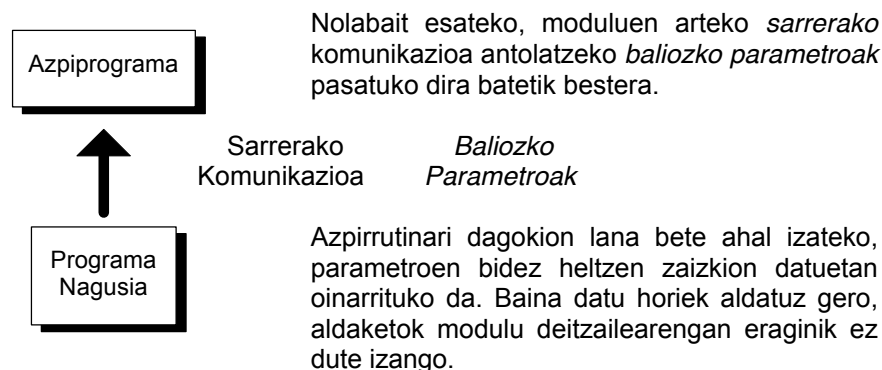 Nolabait esateko, moduluen arteko sarrerako
komunikazioa antolatzeko baliozko parametroak
pasatuko dira batetik bestera.
Azpiprograma
Sarrerako Baliozko
Komunikazioa Parametroak
Programa
Nagusia
Azpirrutinari dagokion lana bete ahal izateko,
parametroen bidez heltzen zaizkion datuetan
oinarrituko da. Baina datu horiek aldatuz gero,
aldaketok modulu deitzailearengan eraginik ez
dute izango.